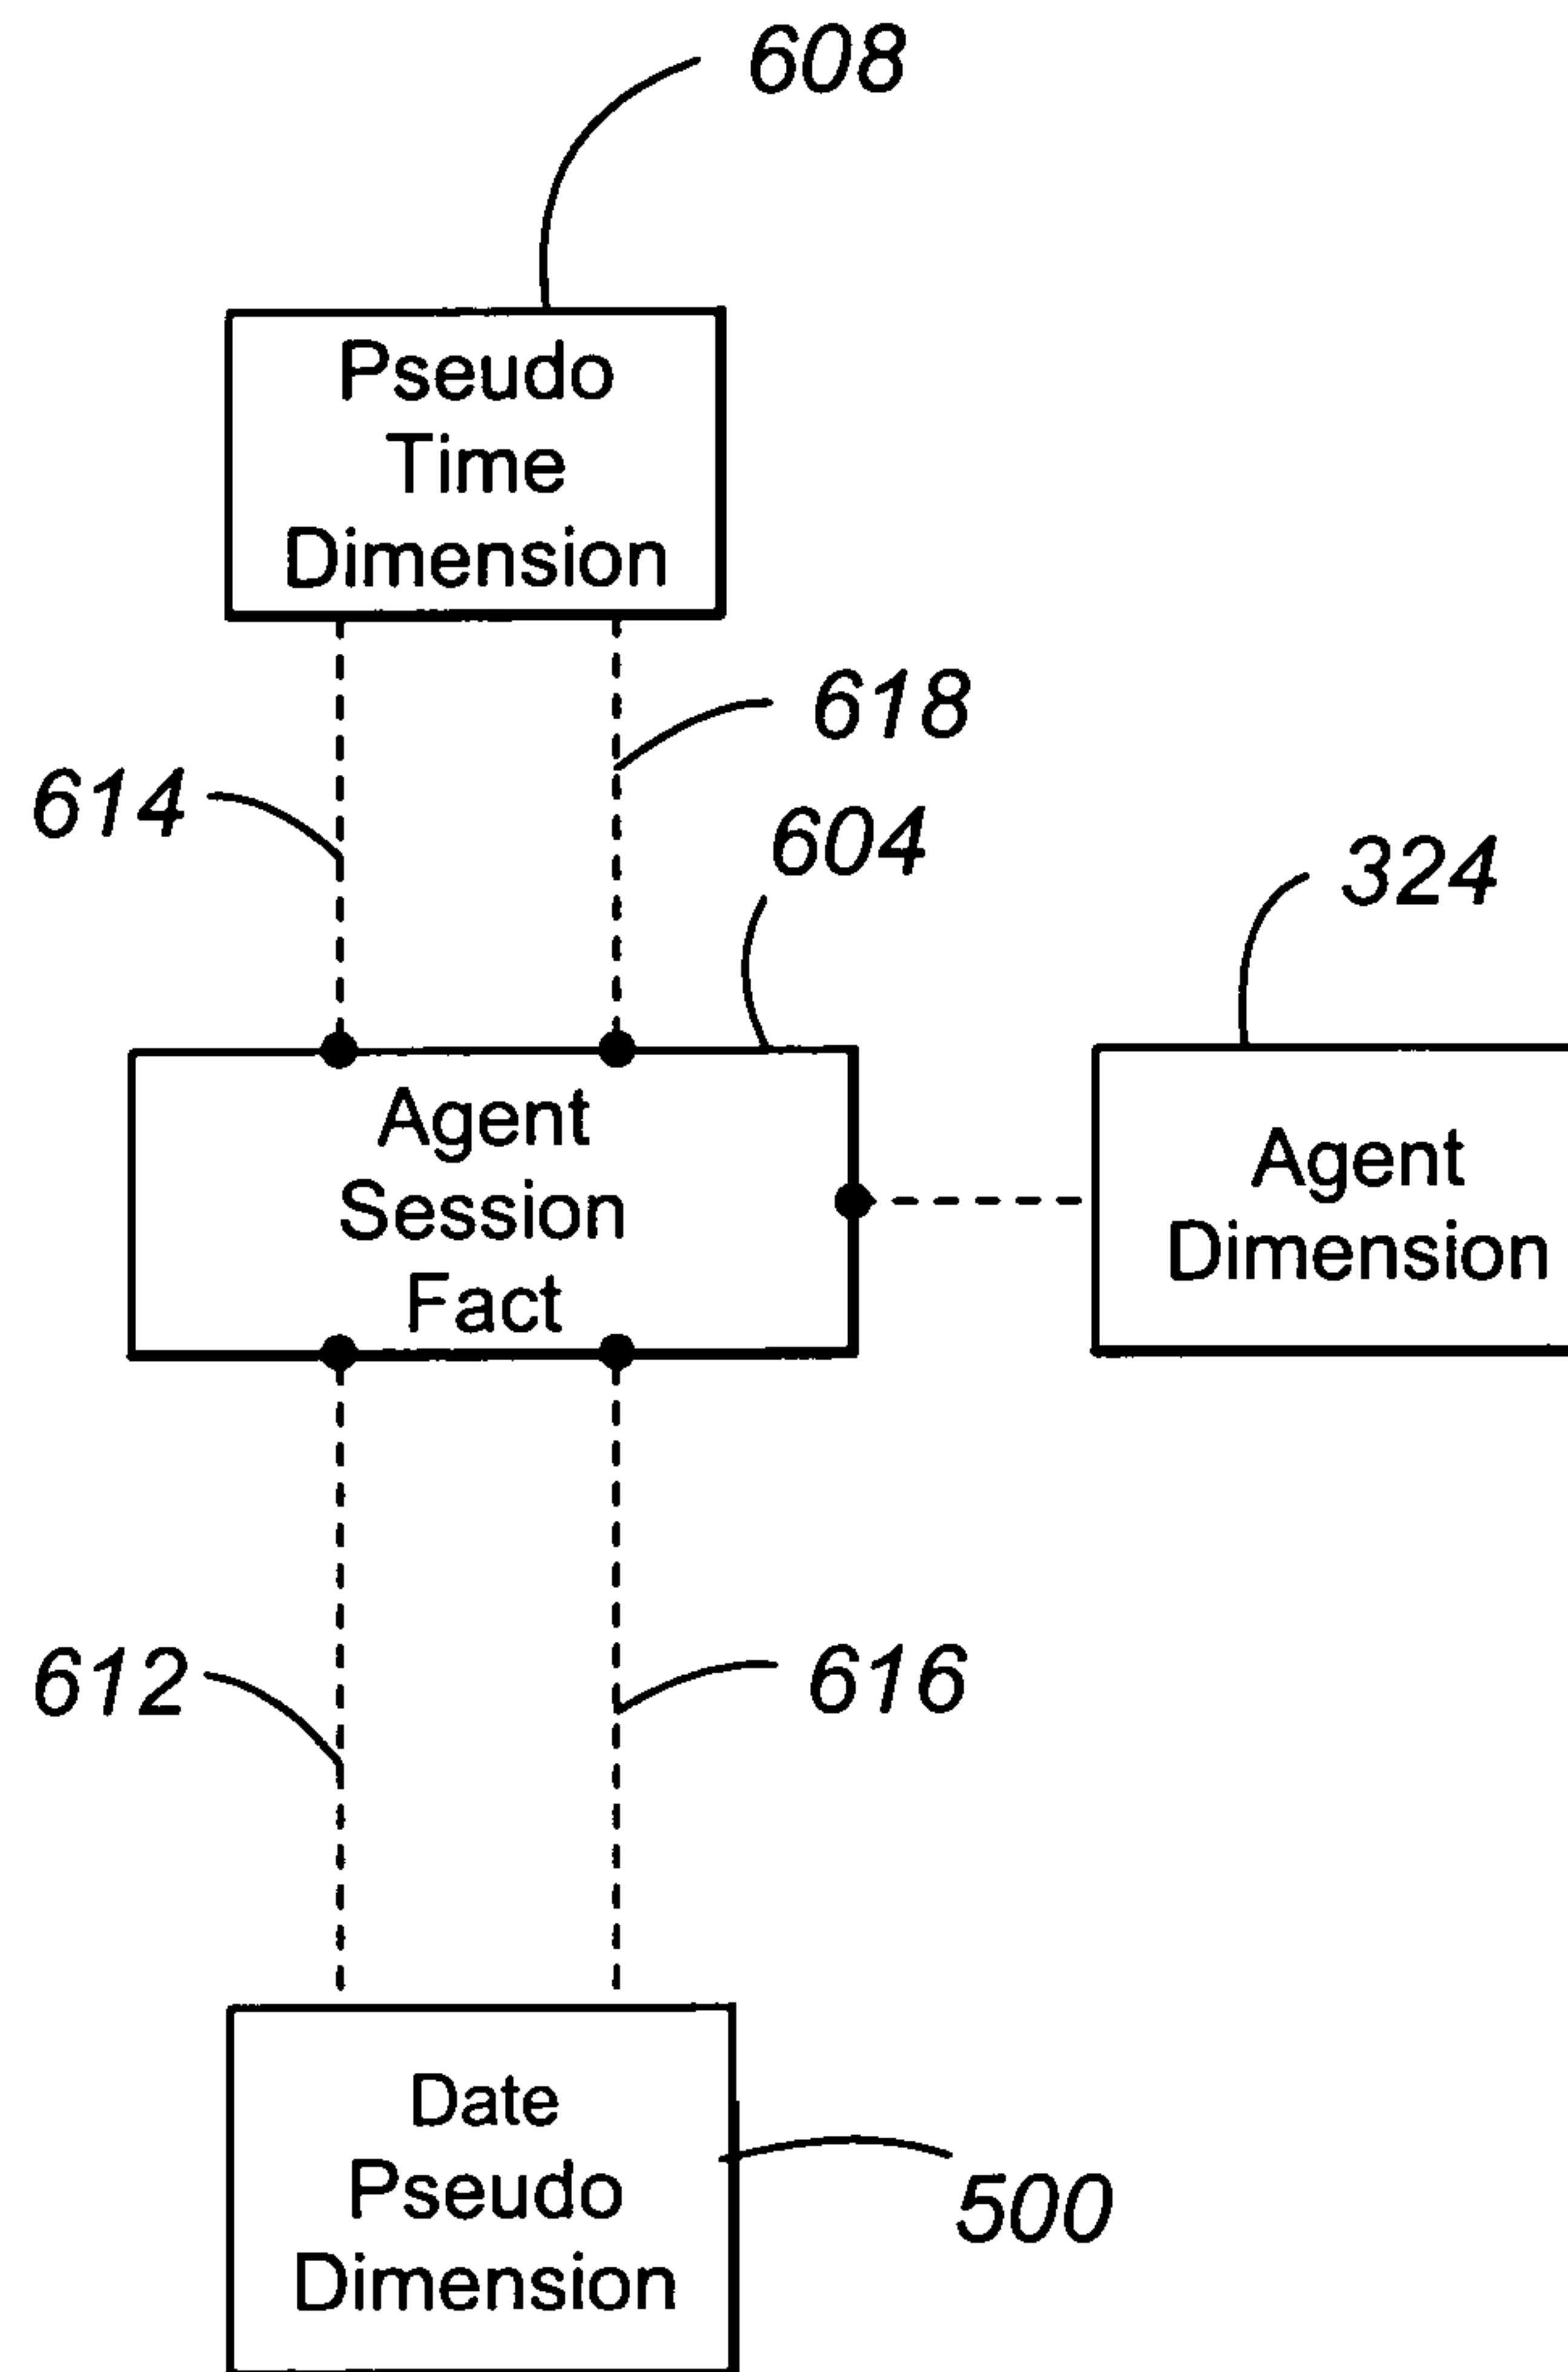 608
Pseudo
Time
Dimension
618
614
604
324
Agent
Session
Fact
Agent
Dimension
612
616
Date
Pseudo
Dimension
500